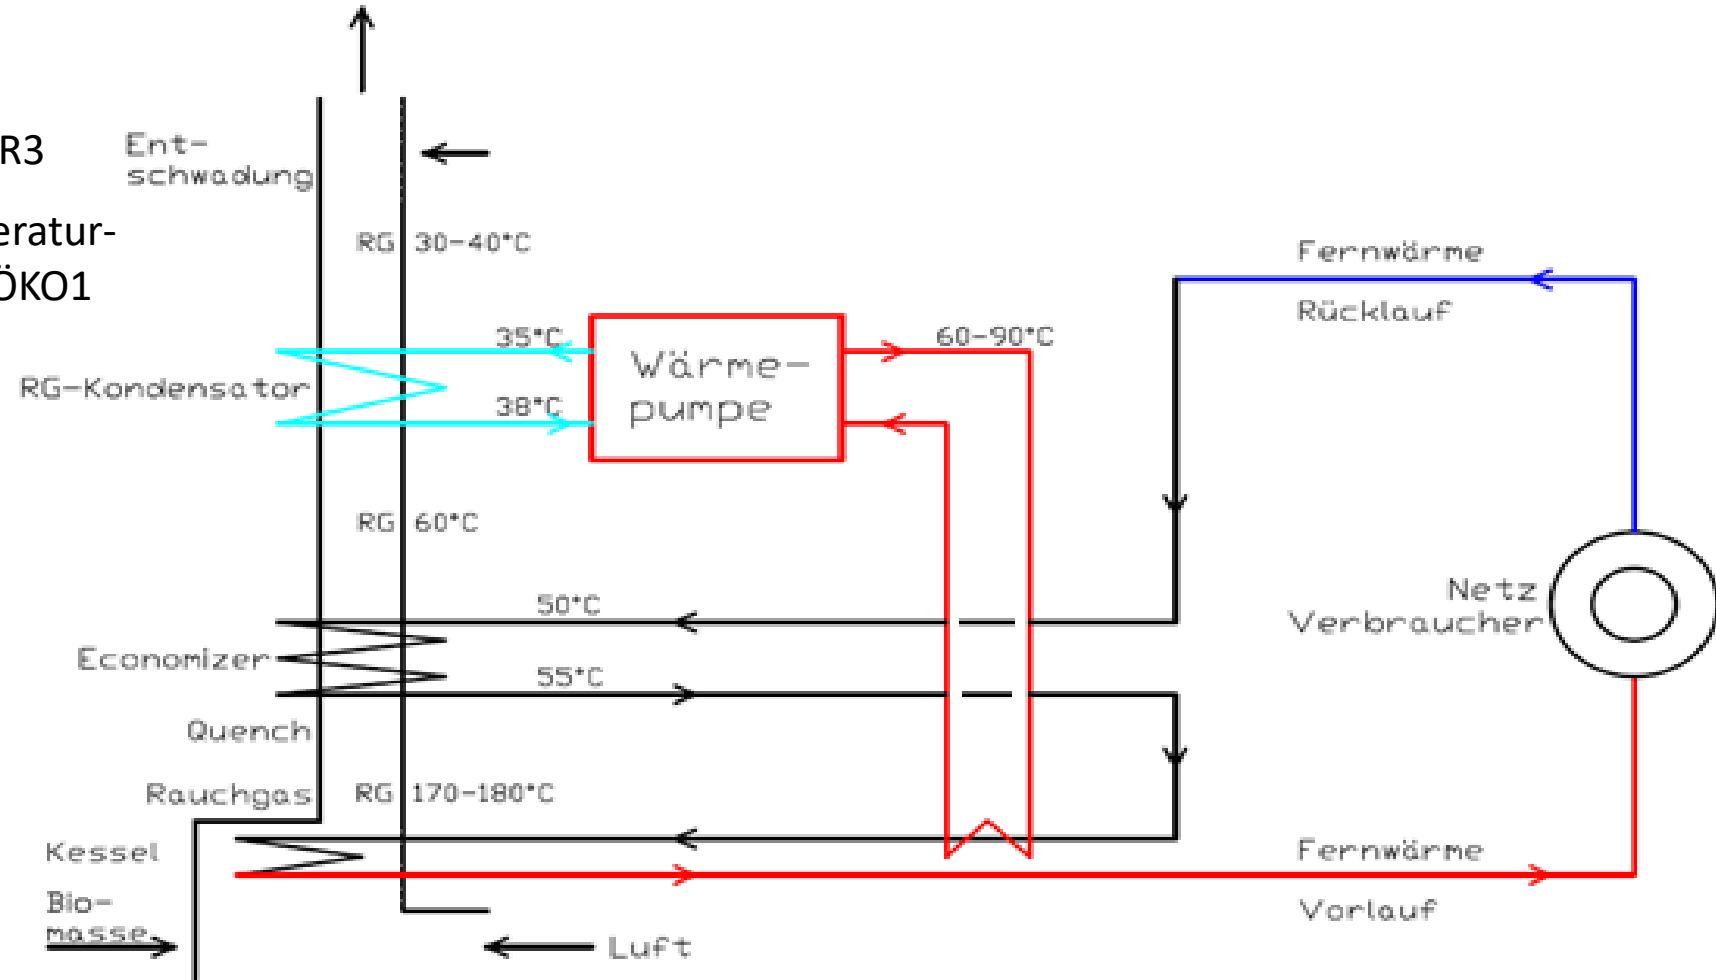 R3
eratur-
ÖKO1
Ent-
schwadung
RG 30-40°C
35°C
38°C
RG-Kondensator
Wärme-
pumpe
60-90°C
Fernwärme
Rücklauf
RG 60°C
50°C
Economizer
55°C
Quench
Netz
Verbraucher
Rauchgas
RG 170-180°C
Kessel
Bio-
masse
Luft
Fernwärme
Vorlauf